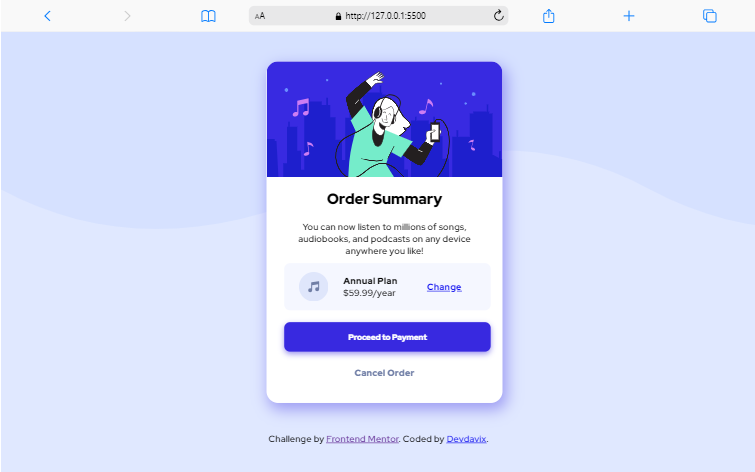 AA
http://127.0.0.1:5500
Order Summary
You can now listen to millions of songs,
audiobooks, and podcasts on any device
anywhere you like!
Annual Plan
$59.99/year
Change
Proceed to Payment
Cancel Order
Challenge by Frontend Mentor. Coded by Devdavix.